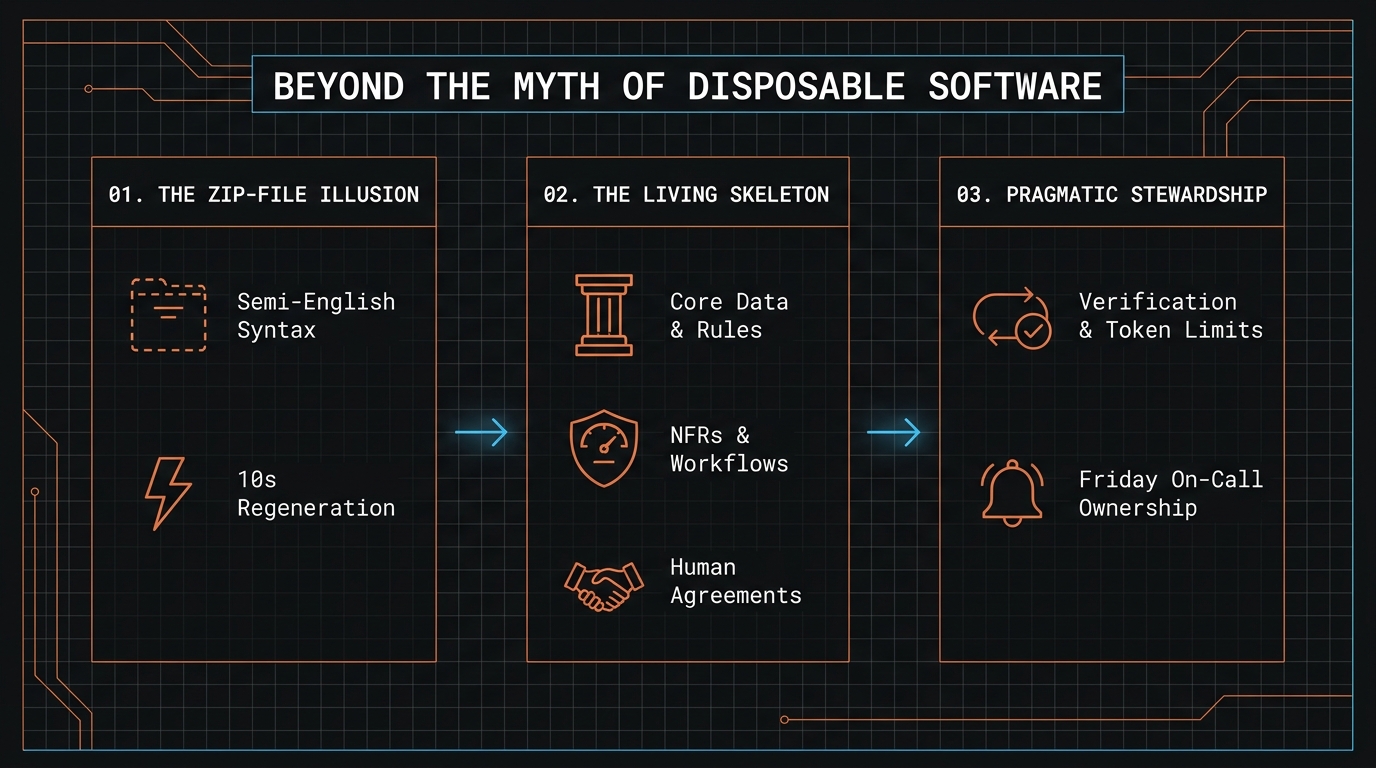 BEYOND THE MYTH OF DISPOSABLE SOFTWARE
01. THE ZIP-FILE ILLUSION
Semi-English
Syntax
10s
Regeneration
02. THE LIVING SKELETON
Core Data
& Rules
NFRs &
Workflows
Human
Agreements
03. PRAGMATIC STEWARDSHIP
Verification
& Token Limits
Friday On-Call
Ownership